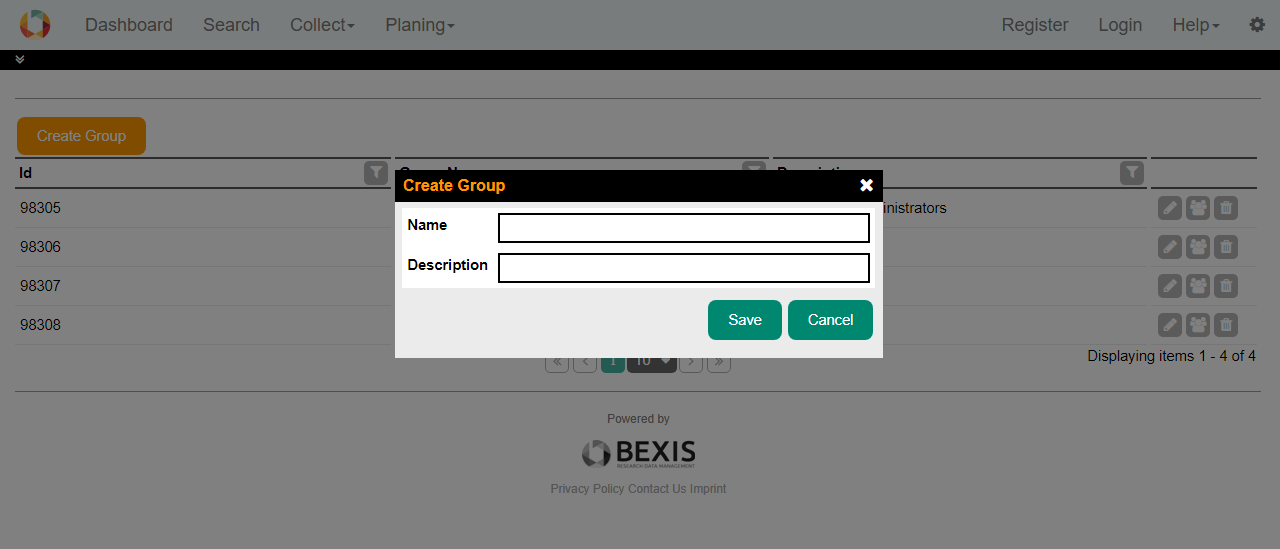 Dashboard Search Collect Planing Register Login Help
Create Group
Id
Create Group
98305
inistrators
Name
98306
Description
98307
Save Cancel
98308
« ‹ 1 10 › »
Displaying items 1 - 4 of 4
Powered by
BEXIS
RESEARCH DATA MANAGEMENT
Privacy Policy Contact Us Imprint